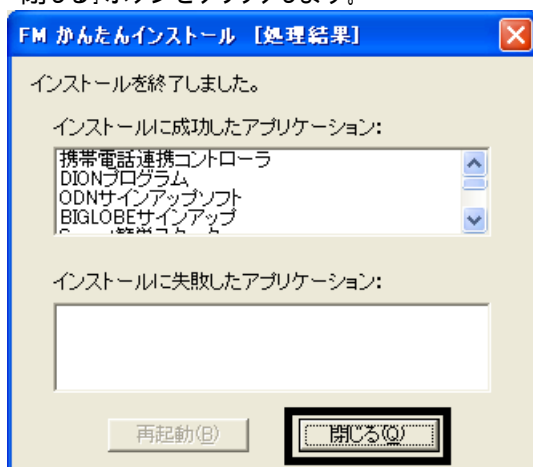 閉じる」ボタンをクリックします。
FM かんたんインストール [処理結果]
インストールを終了しました。
インストールに成功したアプリケーション:
携帯電話連携コントローラ
DIONプログラム
ODNサインアップソフト
BIGLOBEサインアップ
インストールに失敗したアプリケーション:
再起動(B)
閉じる(Q)